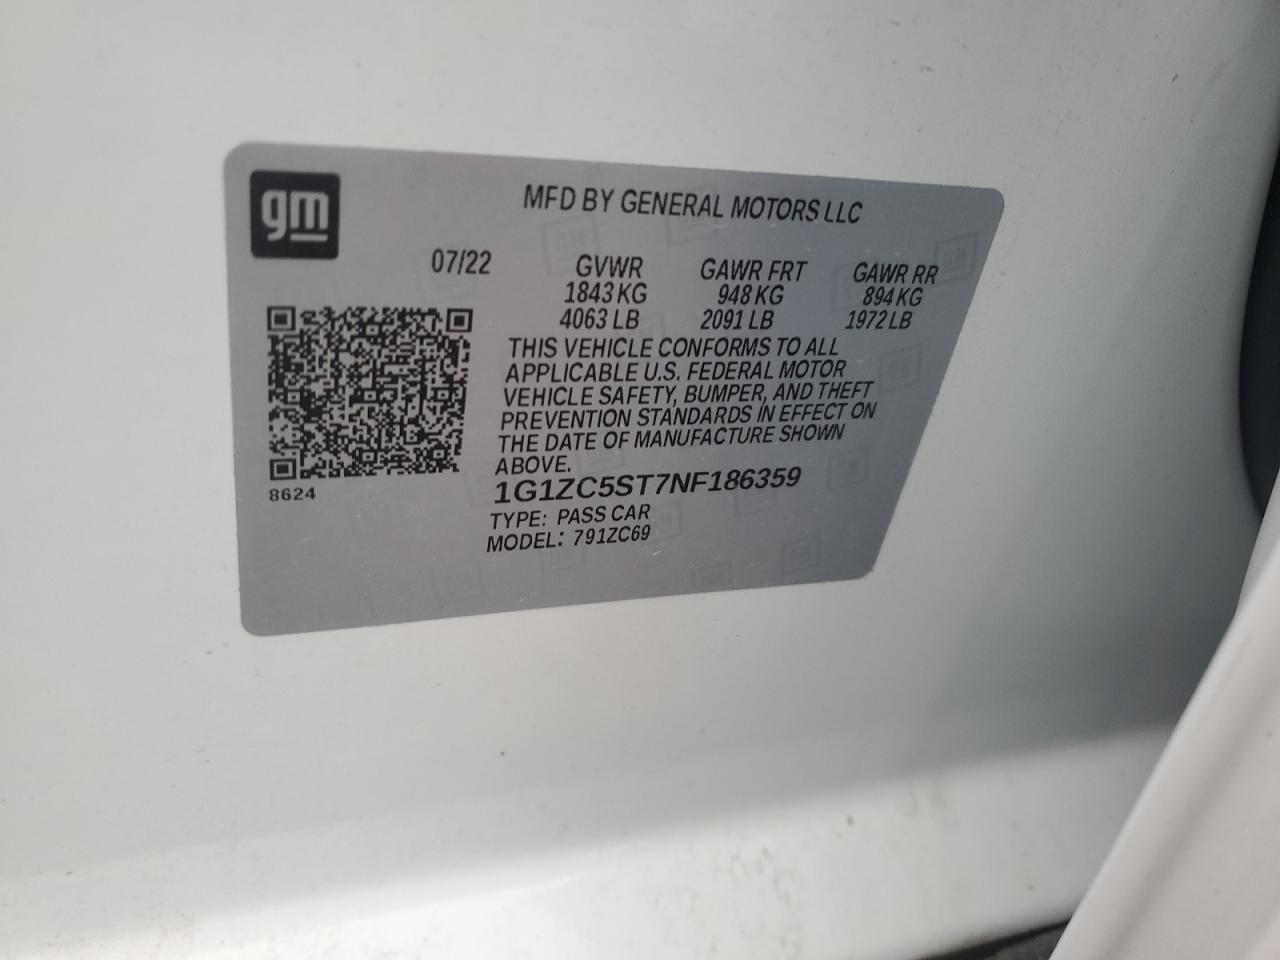 gm
MFD BY GENERAL MOTORS LLC
07/22 GVWR GAWR FRT GAWR RR
1843 KG 948 KG 894 KG
4063 LB 2091 LB 1972 LB
THIS VEHICLE CONFORMS TO ALL
APPLICABLE U.S. FEDERAL MOTOR
VEHICLE SAFETY, BUMPER, AND THEFT
PREVENTION STANDARDS IN EFFECT ON
THE DATE OF MANUFACTURE SHOWN
ABOVE.
8624
1G1ZC5ST7NF186359
TYPE: PASS CAR
MODEL: 791ZC69